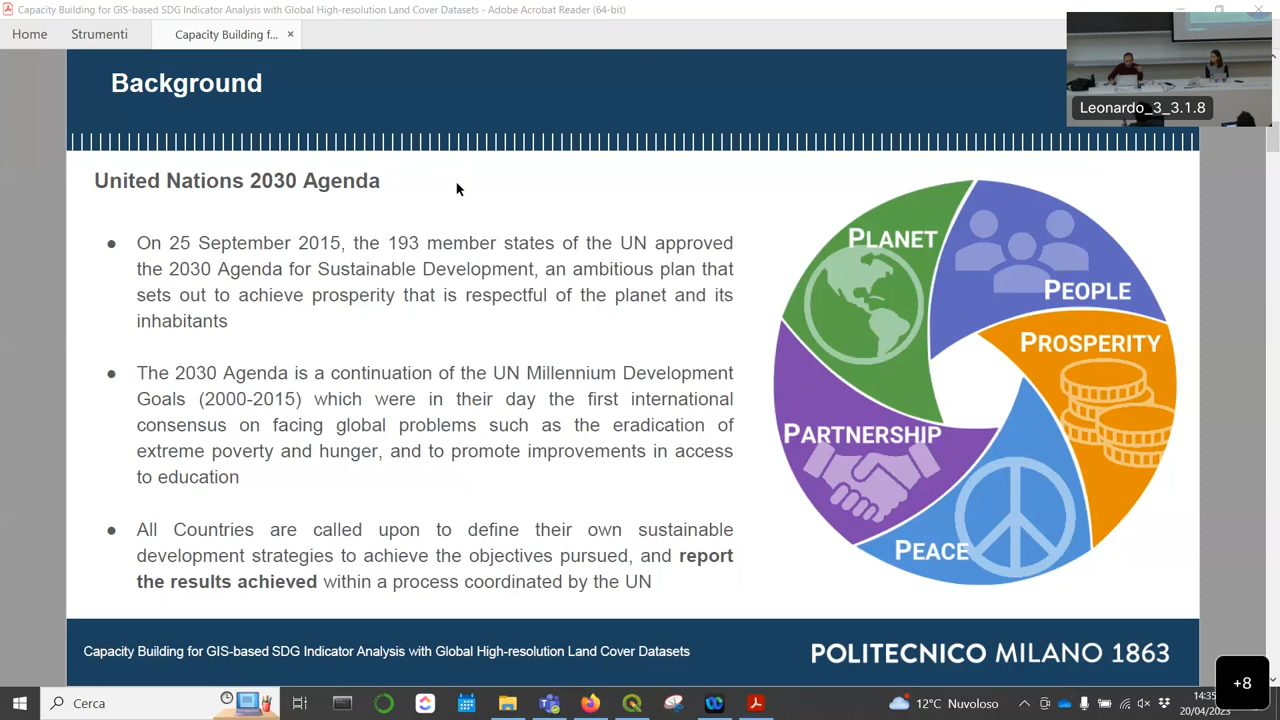 Capacity Building for GIS-based SDG Indicator Analysis with Global High-resolution Land Cover Datasets - Adobe Acrobat Reader (64-bit)
Home
Strumenti
Capacity Building f...
×
Leonardo_3_3.1.8
Background
United Nations 2030 Agenda
● On 25 September 2015, the 193 member states of the UN approved
the 2030 Agenda for Sustainable Development, an ambitious plan that
sets out to achieve prosperity that is respectful of the planet and its
inhabitants
● The 2030 Agenda is a continuation of the UN Millennium Development
Goals (2000-2015) which were in their day the first international
consensus on facing global problems such as the eradication of
extreme poverty and hunger, and to promote improvements in access
to education
● All Countries are called upon to define their own sustainable
development strategies to achieve the objectives pursued, and report
the results achieved within a process coordinated by the UN
PLANET
PEOPLE
PROSPERITY
PARTNERSHIP
PEACE
Capacity Building for GIS-based SDG Indicator Analysis with Global High-resolution Land Cover Datasets
POLITECNICO MILANO 1863
+8
Cerca
12°C Nuvoloso
14:35
20/04/2023